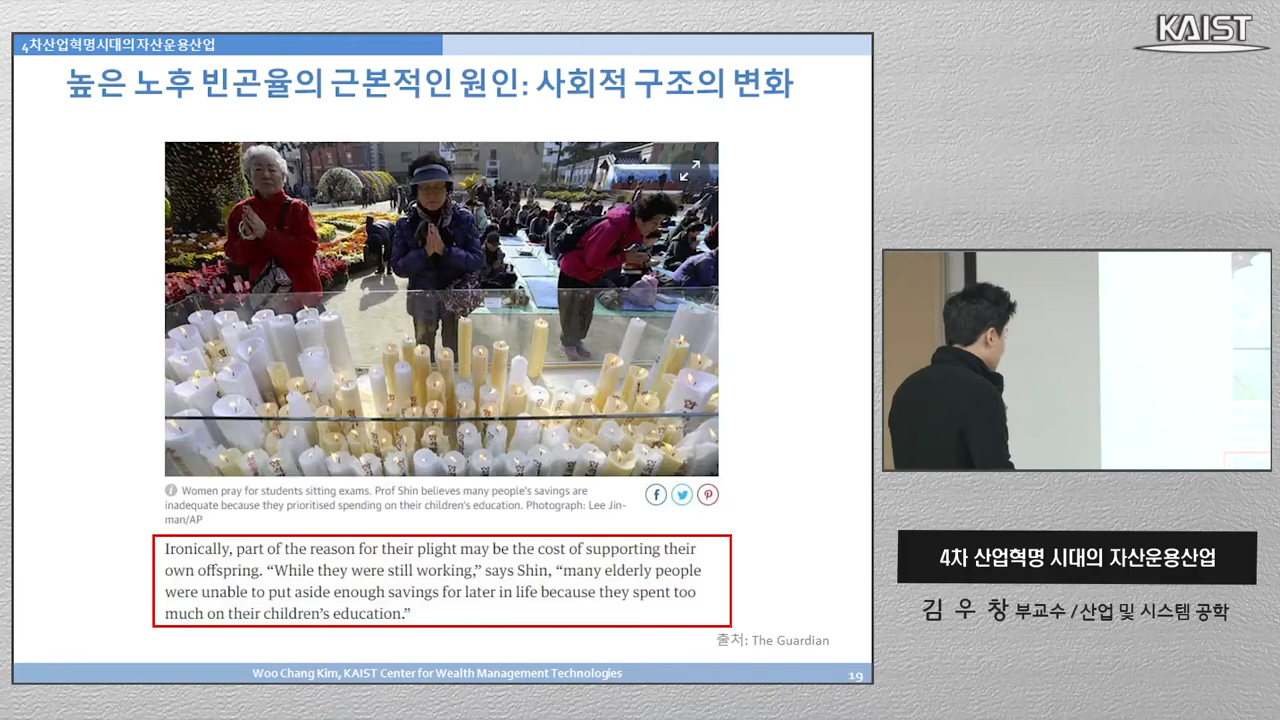 KAIST
4차산업혁명시대의자산운용산업
높은 노후 빈곤율의 근본적인 원인: 사회적 구조의 변화
Women pray for students sitting exams. Prof Shin believes many people's savings are
inadequate because they prioritised spending on their children's education. Photograph: Lee Jin-
man/AP
Ironically, part of the reason for their plight may be the cost of supporting their
own offspring. “While they were still working,” says Shin, “many elderly people
were unable to put aside enough savings for later in life because they spent too
much on their children’s education.”
출처: The Guardian
Woo Chang Kim, KAIST Center for Wealth Management Technologies
19
4차 산업혁명 시대의 자산운용산업
김 우 창 부교수 / 산업 및 시스템 공학